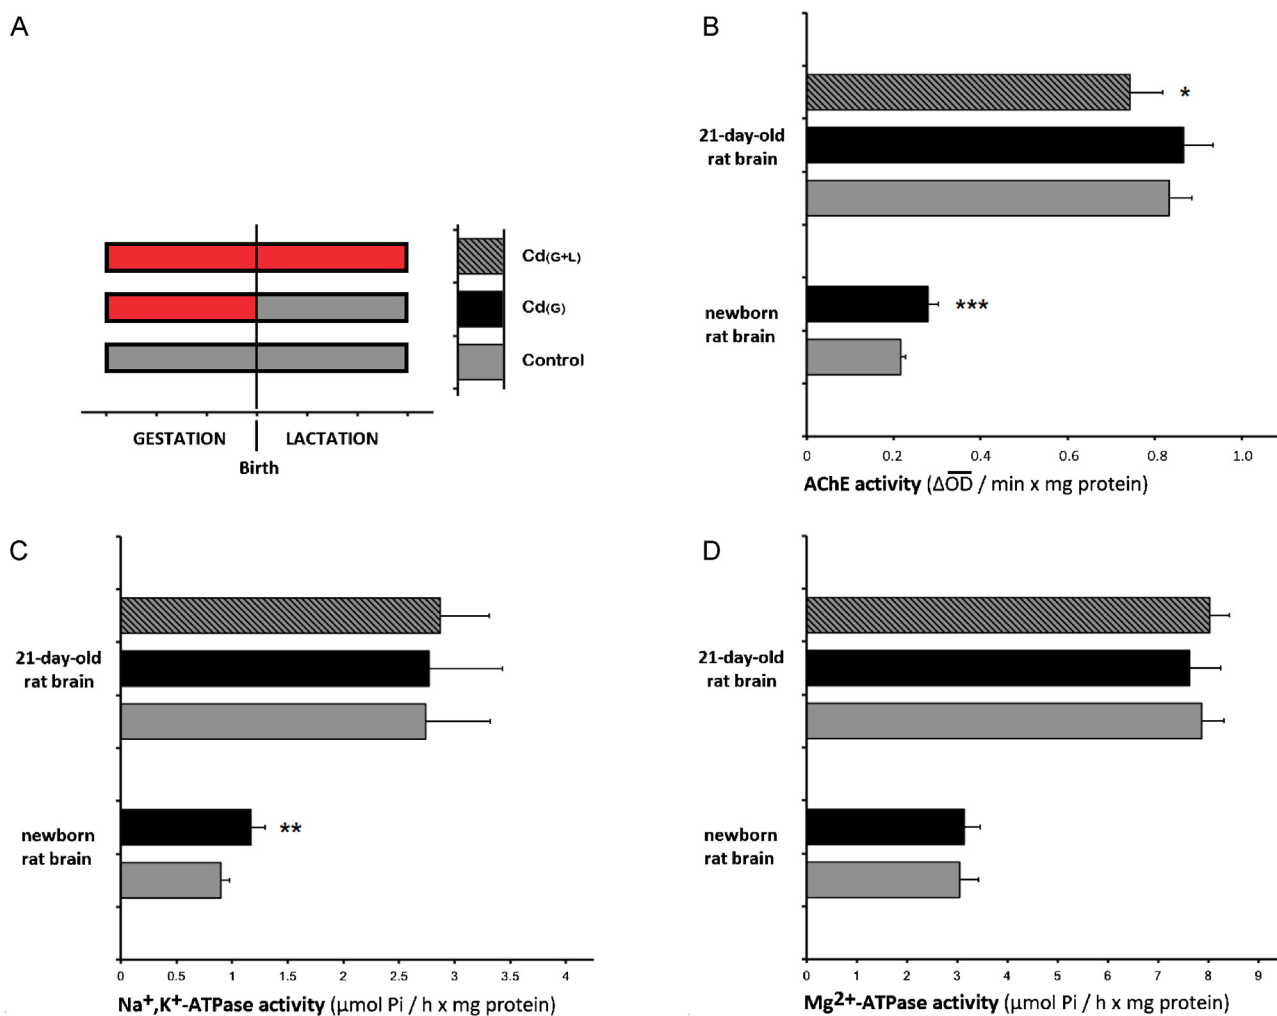 A
Cd(G+L)
Cd(G)
Control
GESTATION
LACTATION
Birth
B
*
21-day-old
rat brain
***
newborn
rat brain
0 0.2 0.4 0.6 0.8 1.0
AChE activity (ΔO̅D̅ / min x mg protein)
C
21-day-old
rat brain
**
newborn
rat brain
0 0.5 1 1.5 2 2.5 3 3.5 4
Na⁺,K⁺-ATPase activity (μmol Pi / h x mg protein)
D
21-day-old
rat brain
newborn
rat brain
0 1 2 3 4 5 6 7 8 9
Mg²⁺-ATPase activity (μmol Pi / h x mg protein)